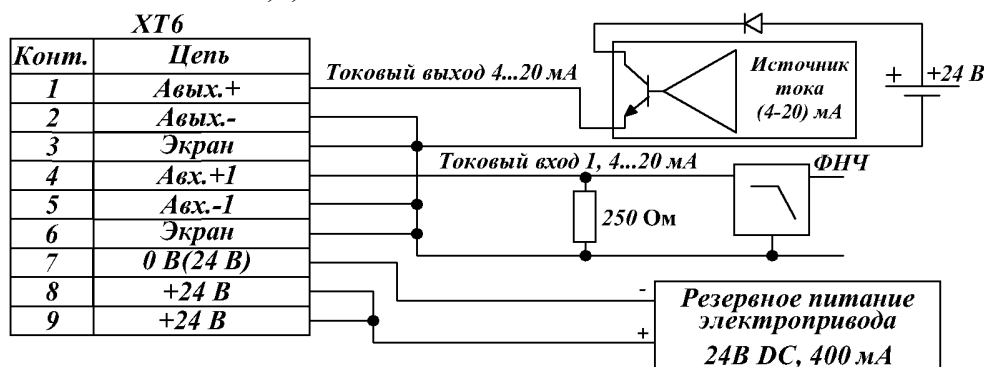 XT6
Конт. Цепь
1 Авых.+
2 Авых.-
3 Экран
4 Авх.+1
5 Авх.-1
6 Экран
7 0 В(24 В)
8 +24 В
9 +24 В
Токовый выход 4...20 мА
Источник
тока
(4-20) мА
+ +24 В
Токовый вход 1, 4...20 мА
ФНЧ
250 Ом
-
+
Резервное питание
электропривода
24В DC, 400 мА